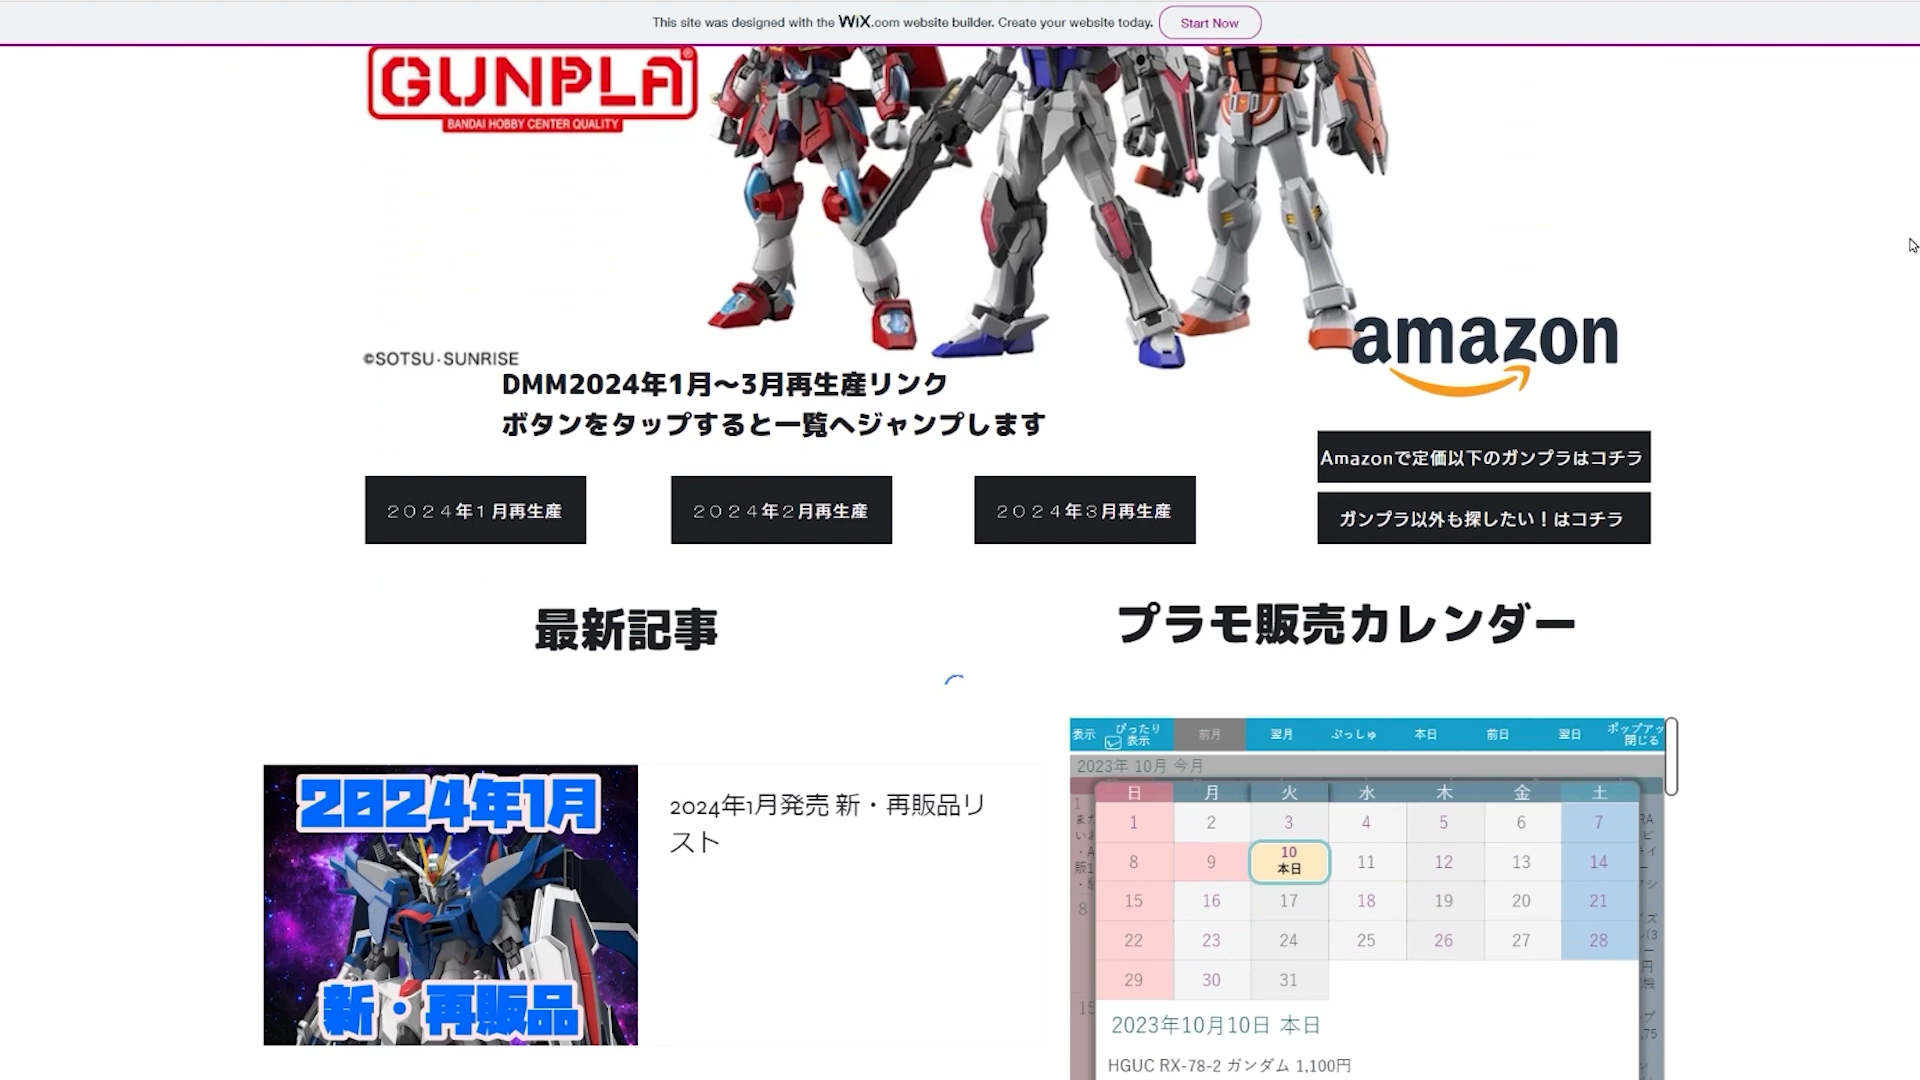 This site was designed with the WiX.com website builder. Create your website today. Start Now
GUNPLA
BANDAI HOBBY CENTER QUALITY
©SOTSU・SUNRISE
amazon
DMM2024年1月～3月再生産リンク
ボタンをタップすると一覧へジャンプします
Amazonで定価以下のガンプラはコチラ
２０２４年１月再生産
２０２４年２月再生産
２０２４年３月再生産
ガンプラ以外も探したい！はコチラ
最新記事
プラモ販売カレンダー
表示 ぴったり表示 前月 翌月 ぷっしゅ 本日 前日 翌日 ポップアップ閉じる
2023年 10月 今月
日 月 火 水 木 金 土
1 2 3 4 5 6 7
8 9 10 本日 11 12 13 14
15 16 17 18 19 20 21
22 23 24 25 26 27 28
29 30 31
2023年10月10日 本日
HGUC RX-78-2 ガンダム 1,100円
2024年1月
新・再販品
2024年1月発売 新・再販品リ
スト